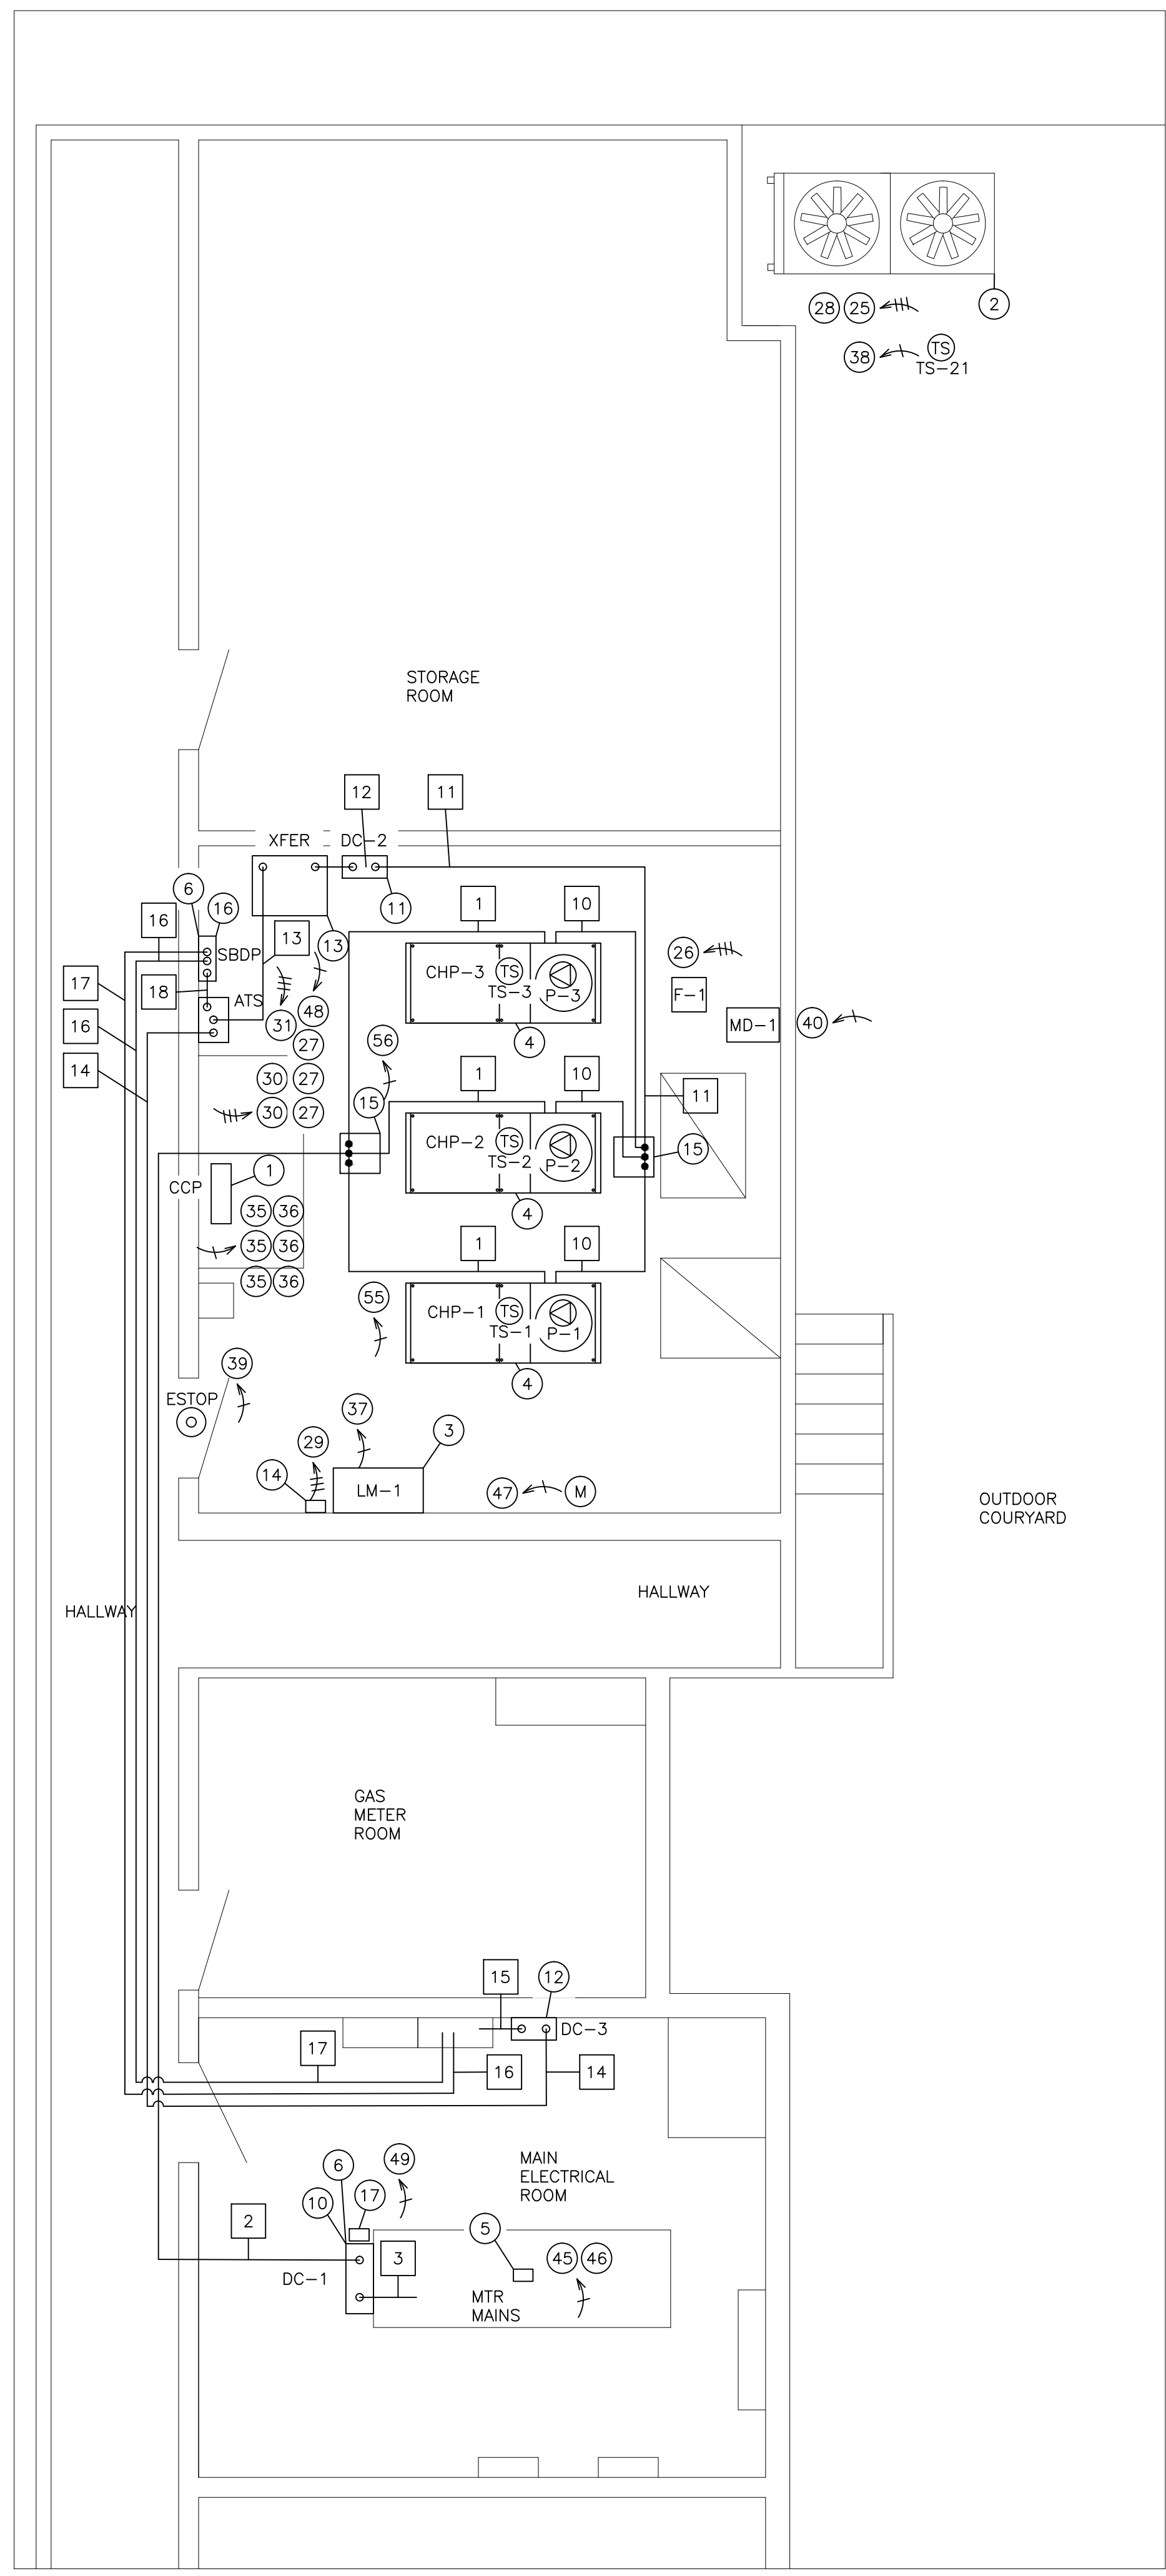 28
25
2
38
TS
TS-21
STORAGE
ROOM
12
11
XFER
DC-2
6
16
11
1
10
16
13
13
SBDP
26
CHP-3
TS
TS-3
P-3
17
18
ATS
F-1
48
31
MD-1
40
16
27
56
4
14
30
27
1
10
11
15
30
27
CHP-2
TS
TS-2
P-2
15
CCP
1
35
36
4
35
36
1
10
35
36
55
CHP-1
TS
TS-1
P-1
39
4
ESTOP
37
3
29
14
LM-1
47
M
OUTDOOR
COURYARD
HALLWAY
HALLWAY
GAS
METER
ROOM
15
12
DC-3
17
16
14
49
MAIN
ELECTRICAL
ROOM
6
17
10
2
5
3
45
46
DC-1
MTR
MAINS